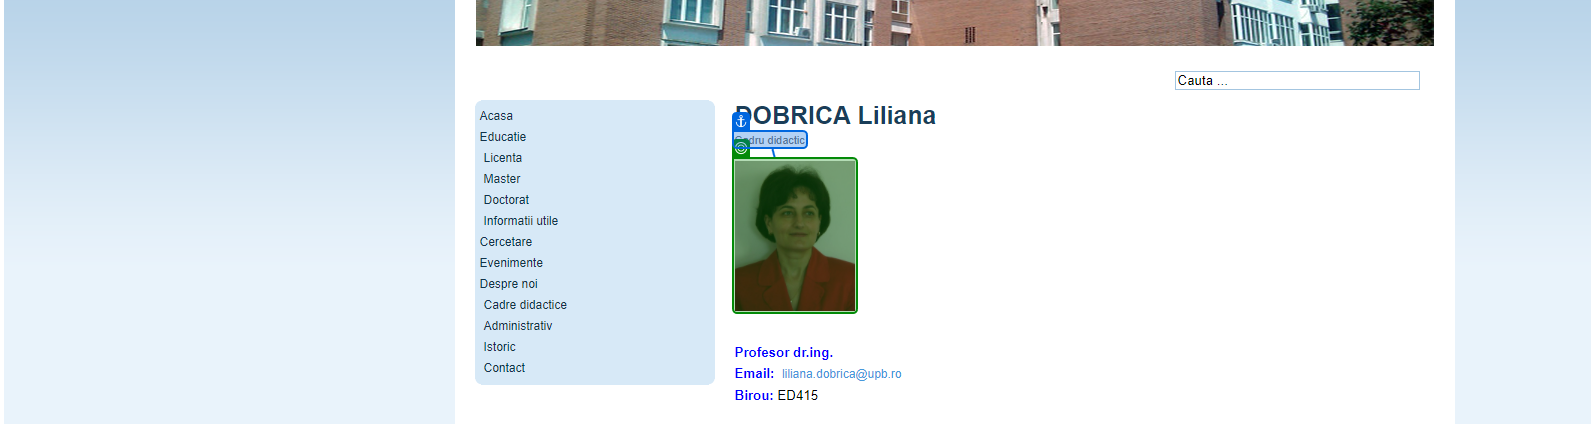 Cauta ...
Acasa
Educatie
Licenta
Master
Doctorat
Informatii utile
Cercetare
Evenimente
Despre noi
Cadre didactice
Administrativ
Istoric
Contact
DOBRICA Liliana
Cadru didactic
Profesor dr.ing.
Email: liliana.dobrica@upb.ro
Birou: ED415